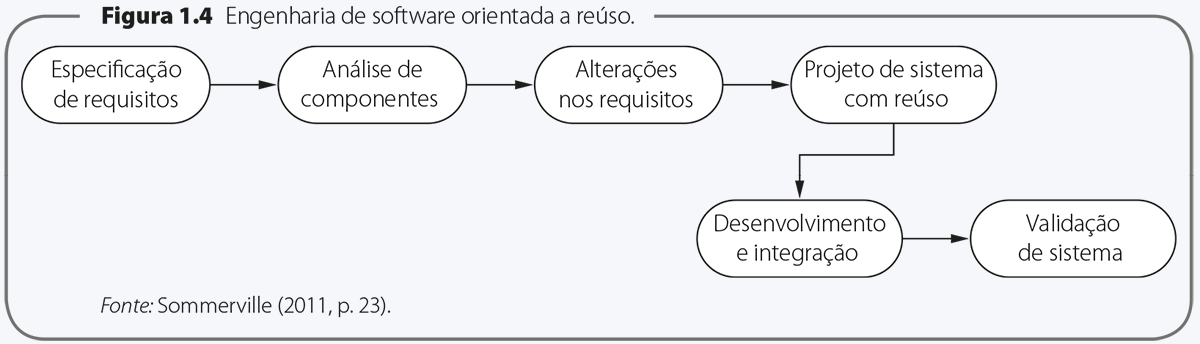 Figura 1.4 Engenharia de software orientada a reúso.
Especificação
de requisitos
Análise de
componentes
Alterações
nos requisitos
Projeto de sistema
com reúso
Desenvolvimento
e integração
Validação
de sistema
Fonte: Sommerville (2011, p. 23).